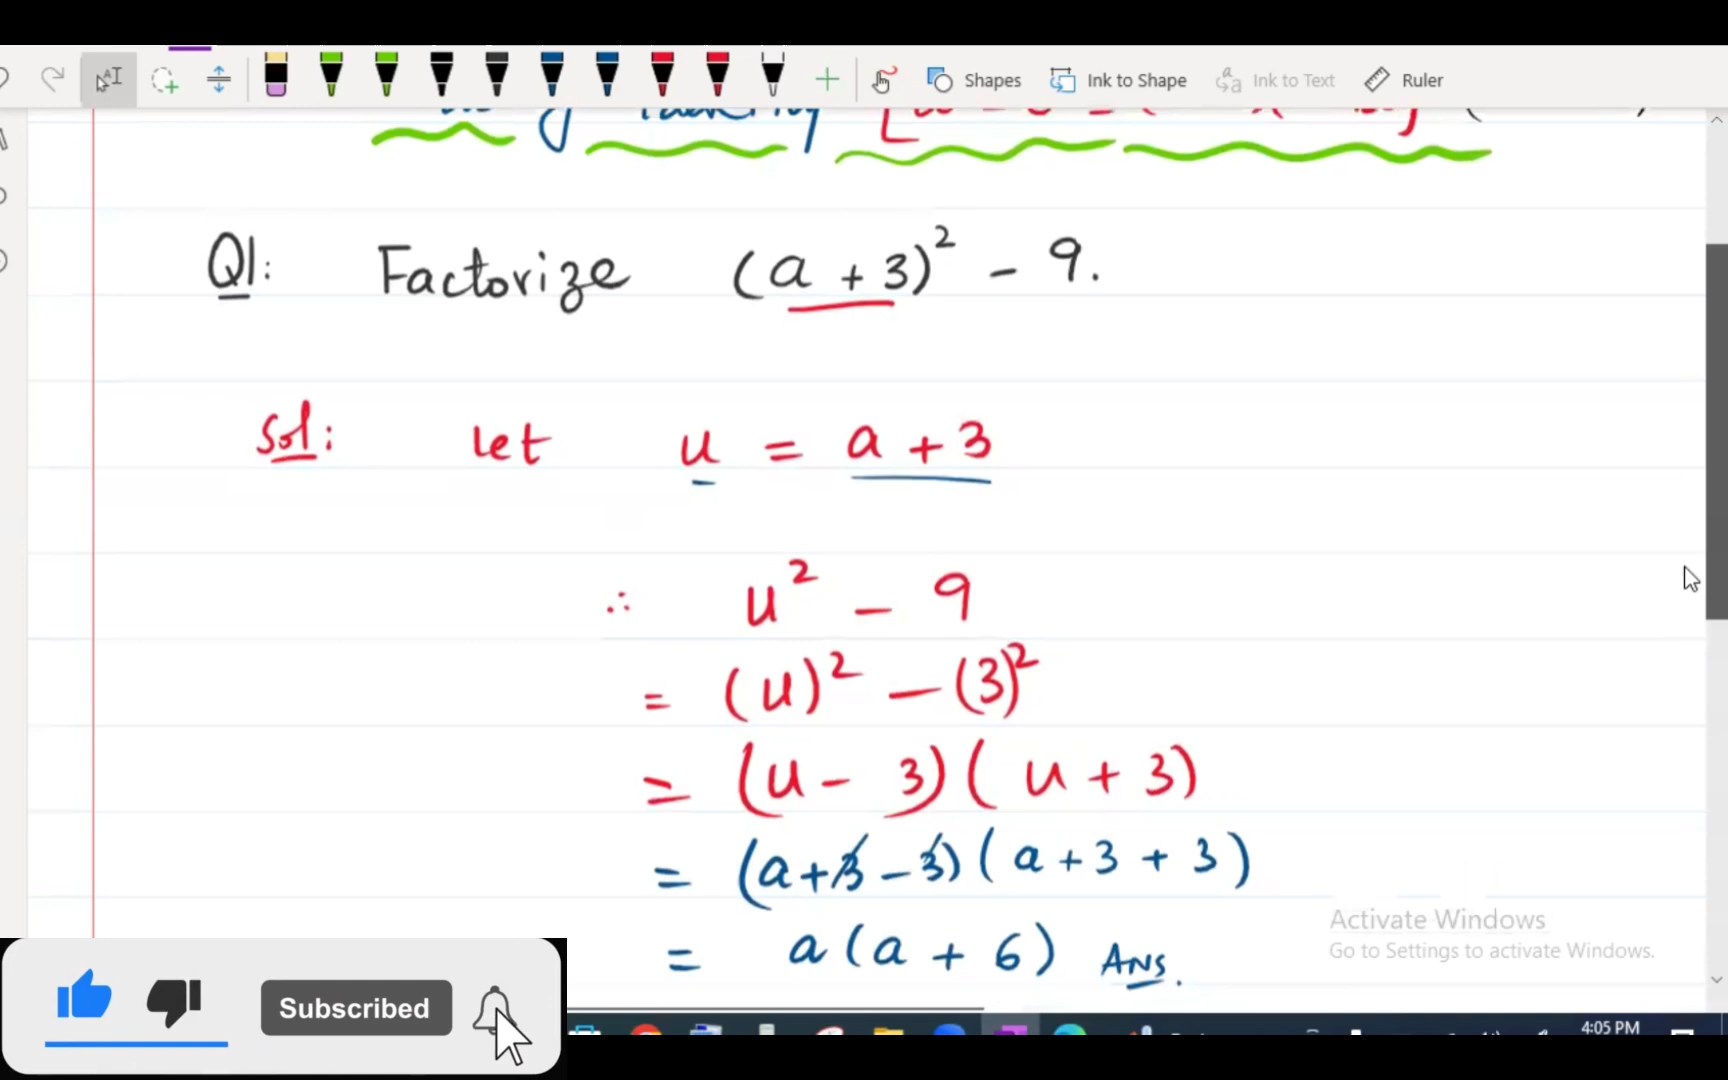 Shapes Ink to Shape Ink to Text Ruler
Q1: Factorize (a + 3)² - 9.
Sol: let u = a + 3
∴ u² - 9
= (u)² - (3)²
= (u - 3)(u + 3)
= (a+3-3)(a+3+3)
= a(a + 6) Ans.
Activate Windows
Go to Settings to activate Windows.
Subscribed
4:05 PM